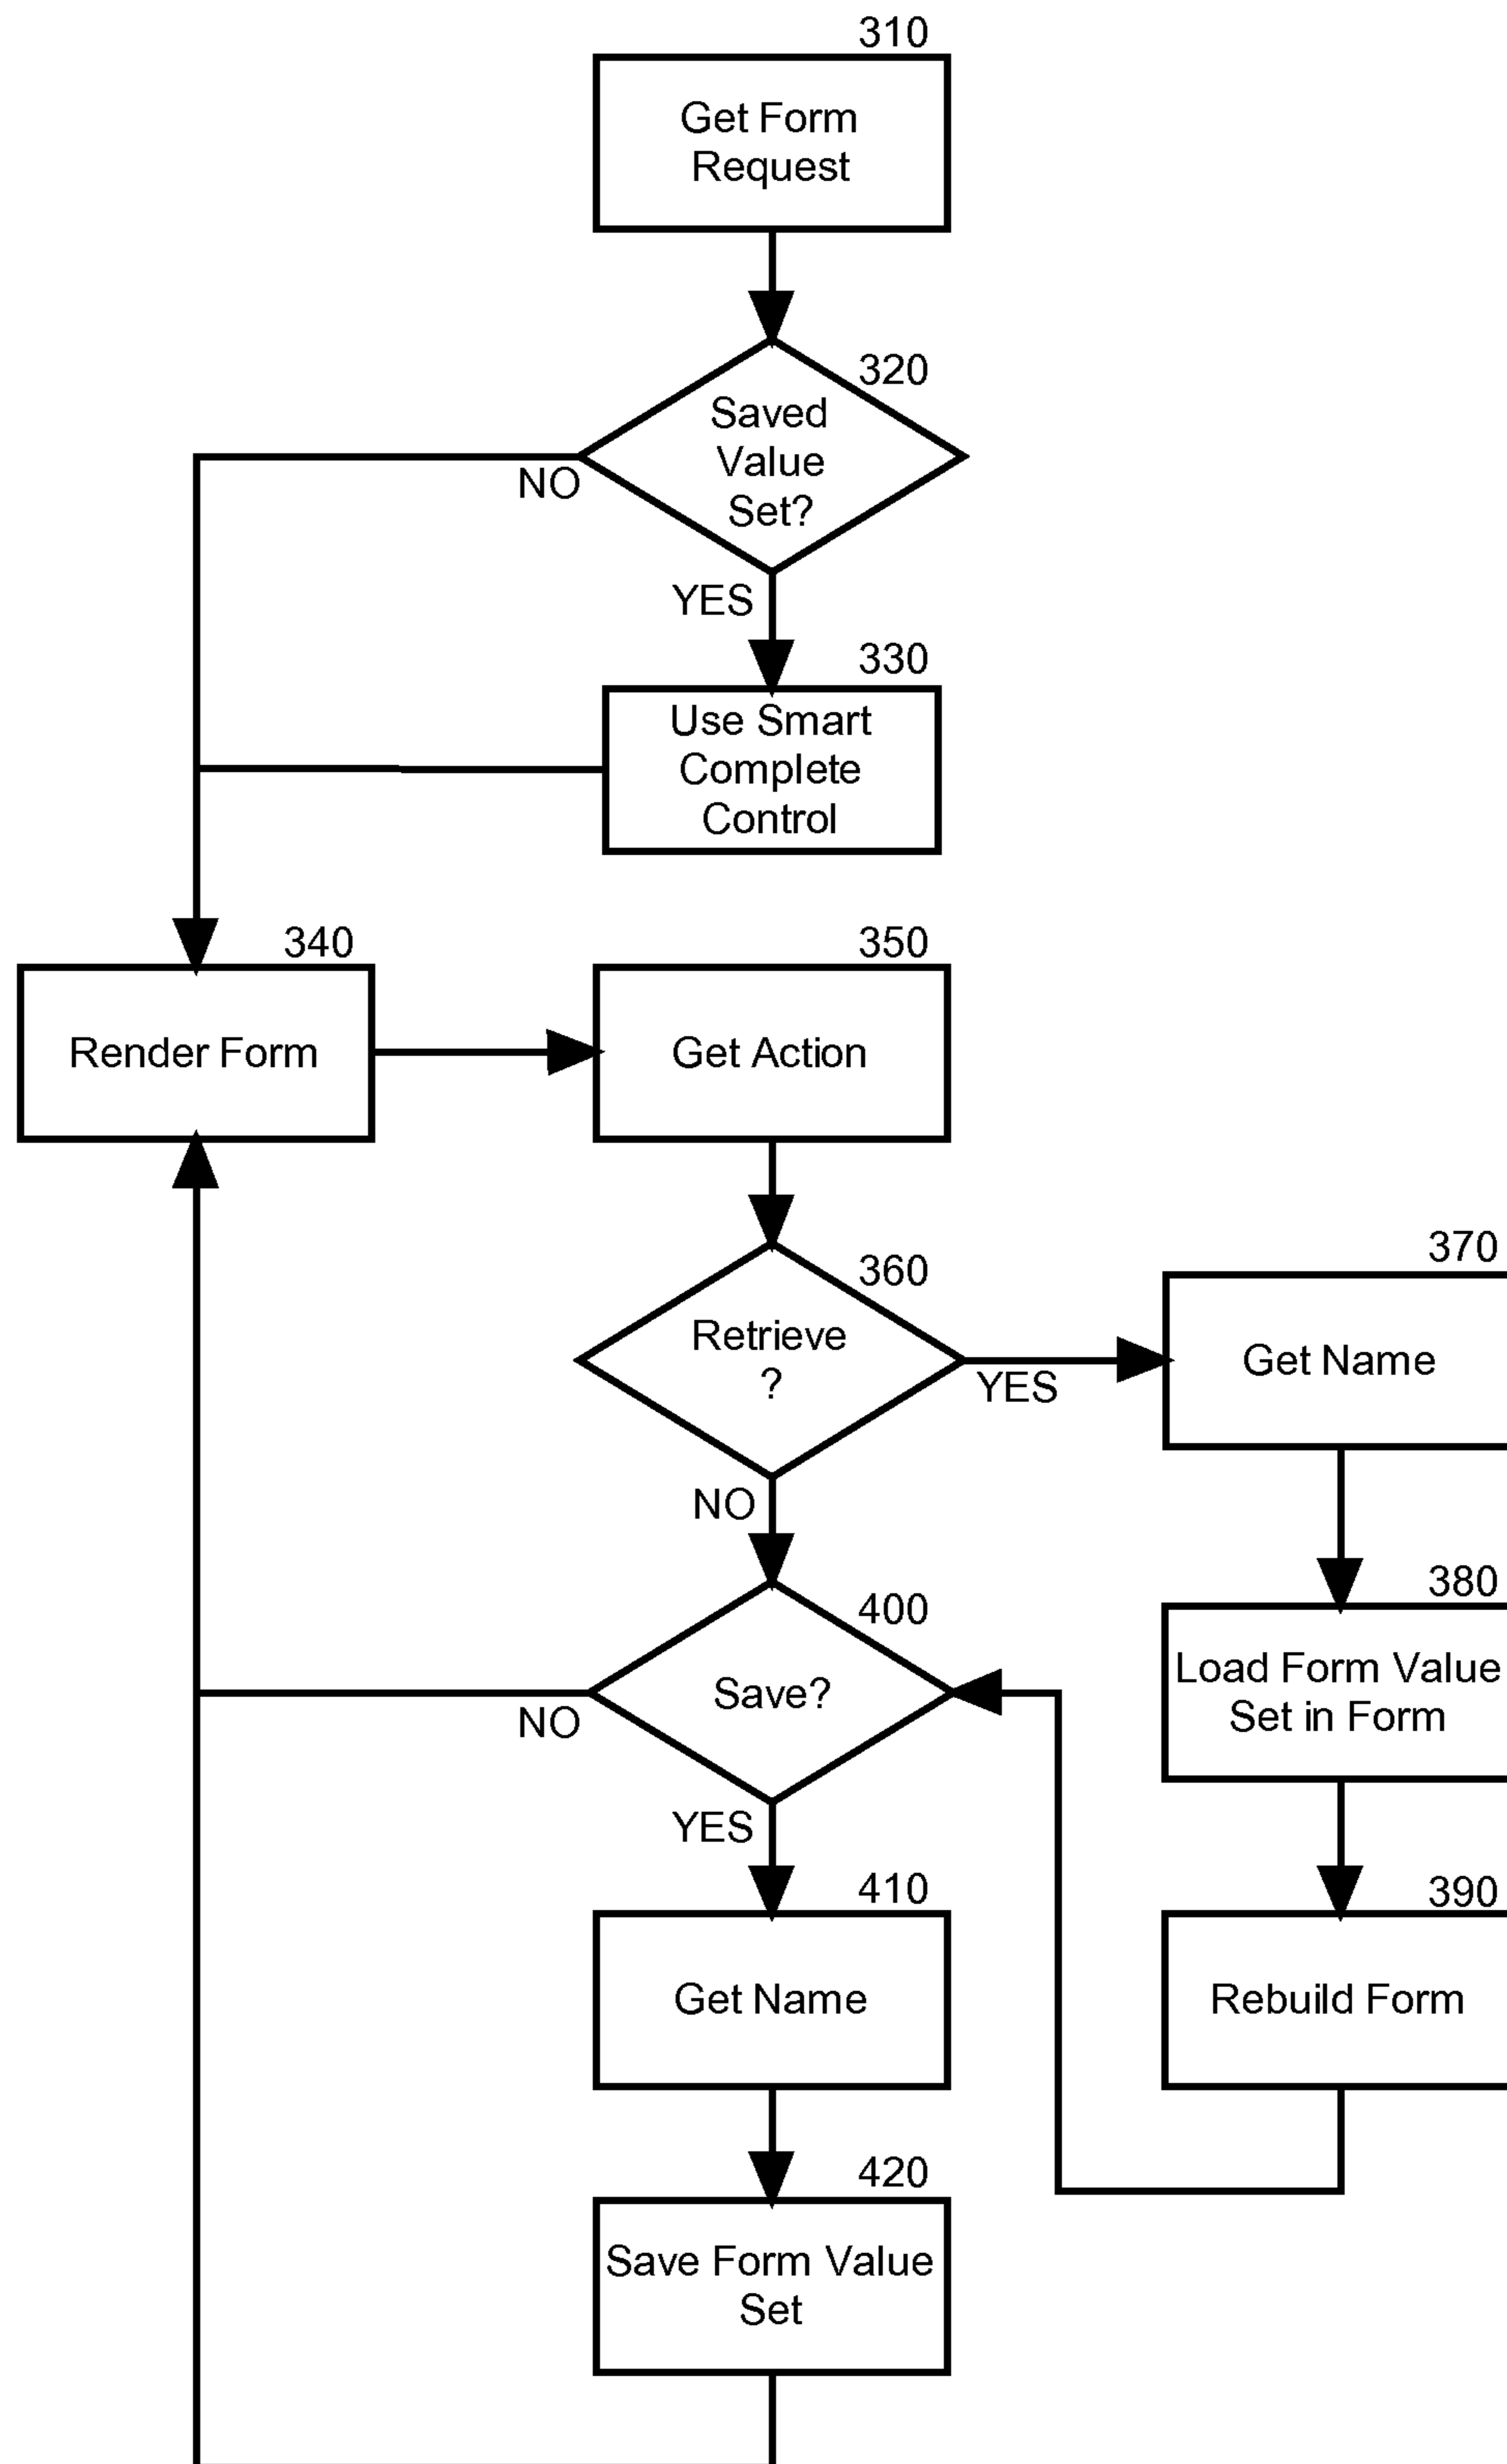 310
Get Form
Request
320
Saved
Value
Set?
NO
YES
330
Use Smart
Complete
Control
340
Render Form
350
Get Action
360
Retrieve
?
YES
NO
370
Get Name
380
Load Form Value
Set in Form
390
Rebuild Form
400
Save?
NO
YES
410
Get Name
420
Save Form Value
Set